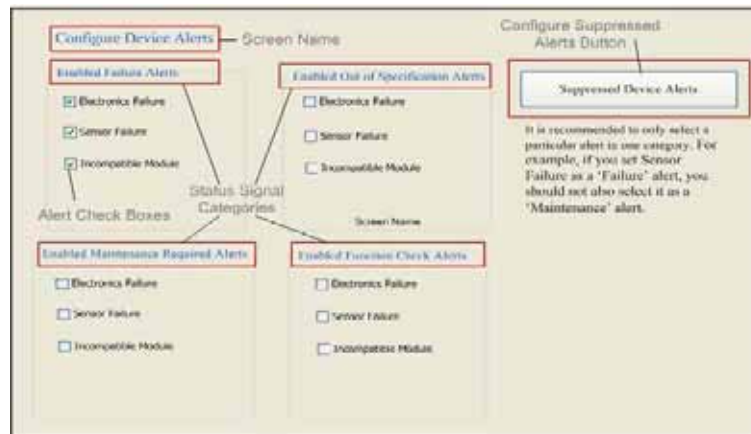 Configure Device Alerts
Screen Name
Configure Suppressed
Alerts Dutton
Enabled Failure Alerts
Electronics Failure
Sensor Failure
Incompatible Module
Alert Check Boxes
Enabled Out of Specification Alerts
Electronics Failure
Sensor Failure
Incompatible Module
Status Signal
Categories
Screen Name
Suppressed Device Alerts
It is recommended to only select a
particular alert in one category. For
example, if you set Sensor
Failure as a ‘Failure’ alert, you
should not also select it as a
‘Maintenance’ alert.
Enabled Maintenance Required Alerts
Electronics Failure
Sensor Failure
Incompatible Module
Enabled Function Check Alerts
Electronics Failure
Sensor Failure
Incompatible Module